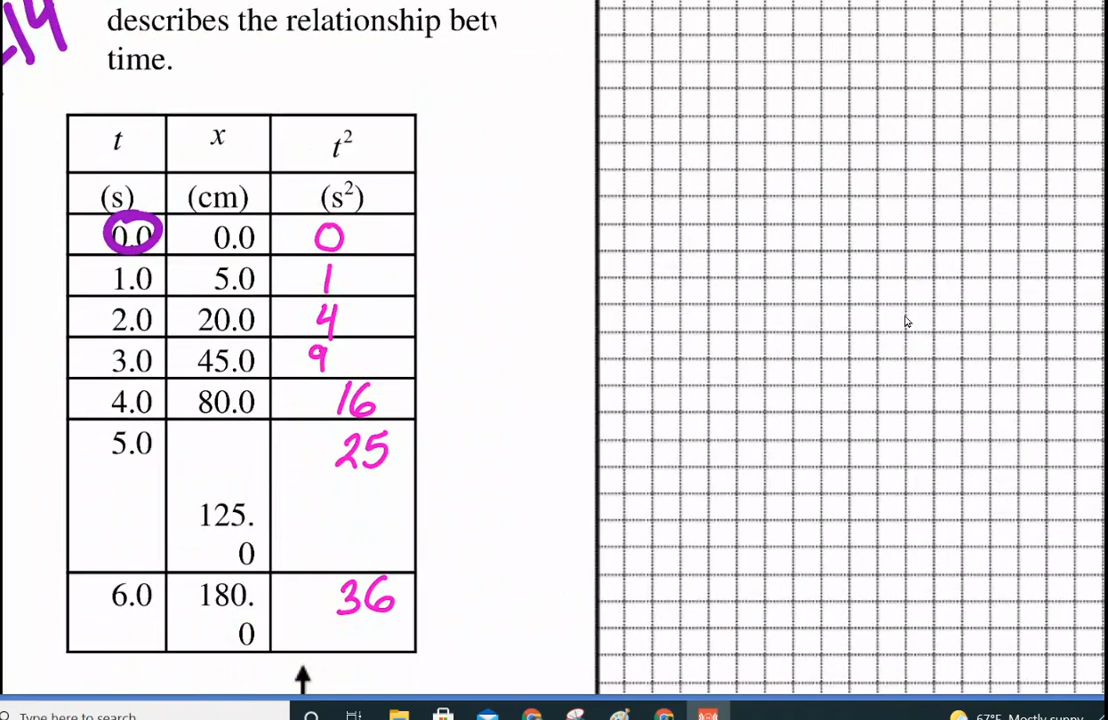 14
describes the relationship betw
time.
t x t²
(s) (cm) (s²)
0.0 0.0 0
1.0 5.0 1
2.0 20.0 4
3.0 45.0 9
4.0 80.0 16
5.0 25
125.
0
6.0 180. 36
0
Type here to search
67°F Mostly sunny